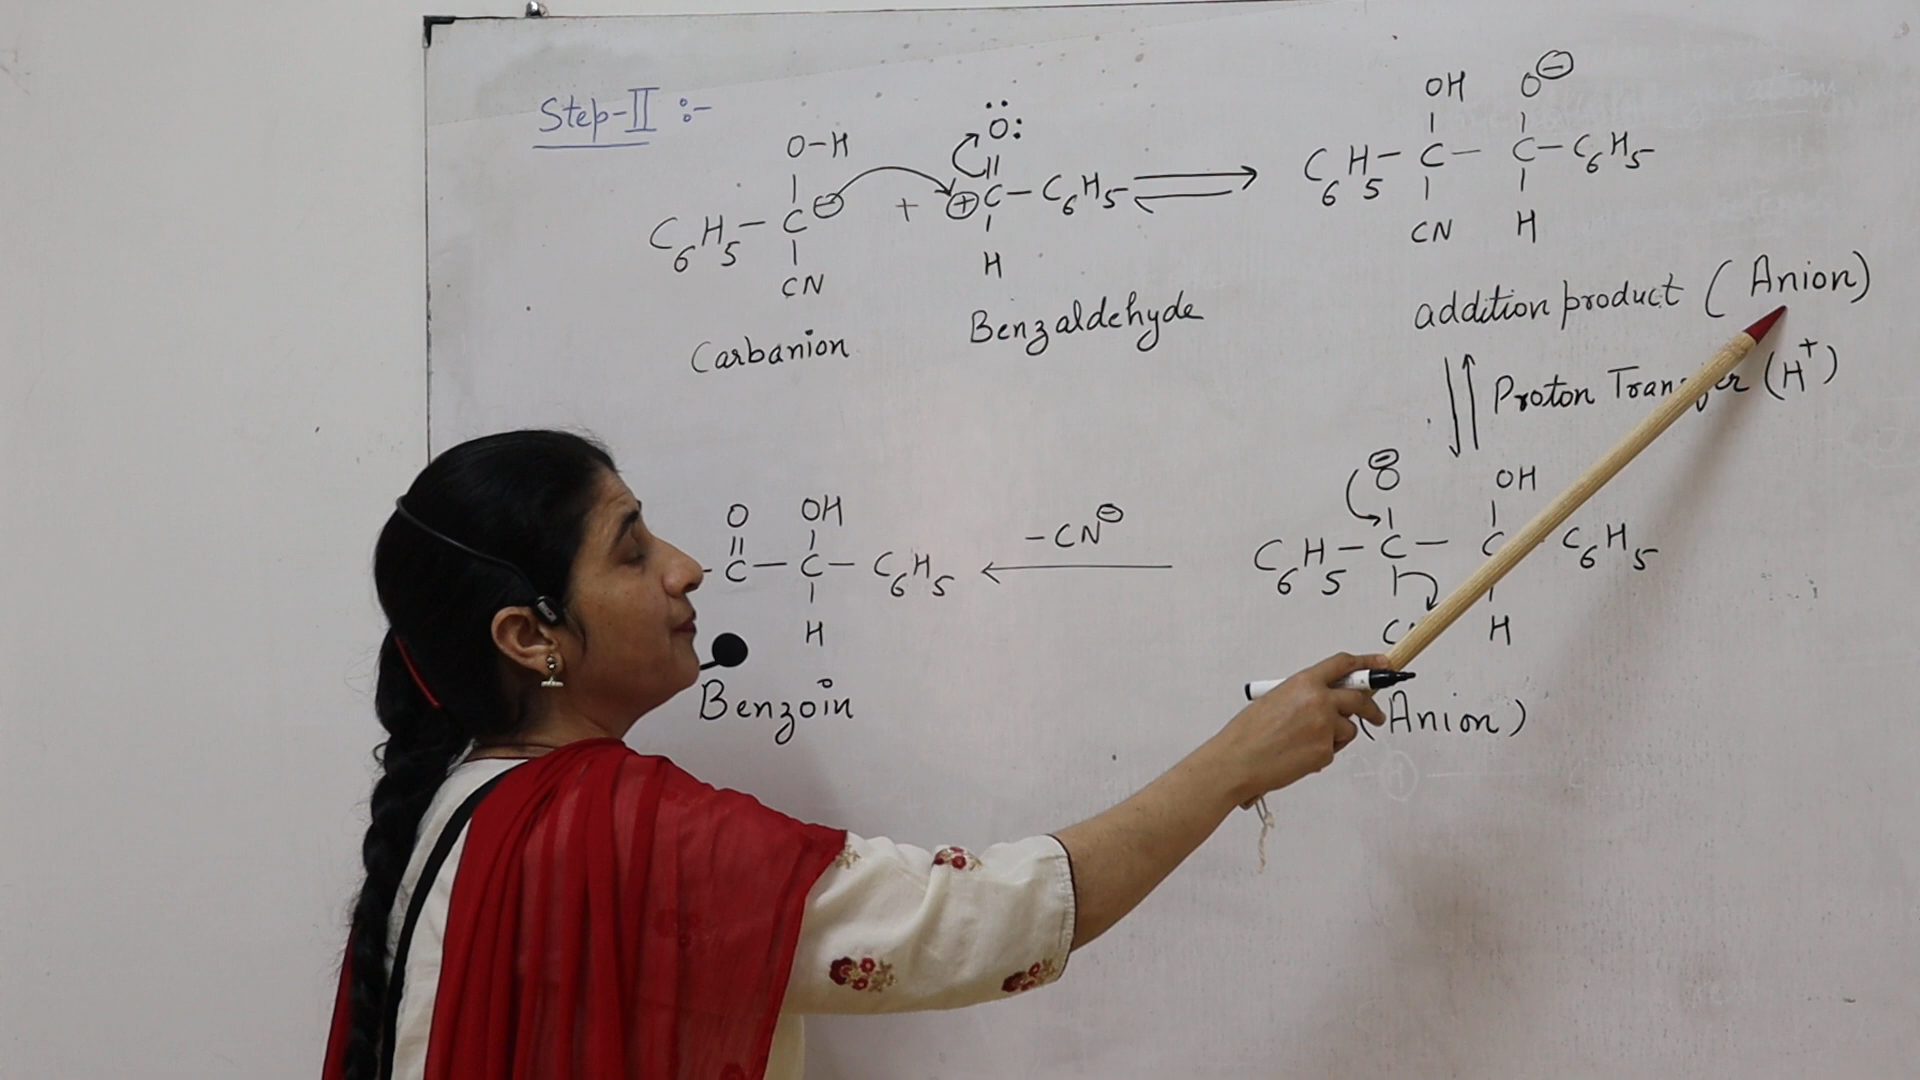 Step-II :-
O-H
C6H5-C⊖
CN
Carbanion
+
:O:
⊕C-C6H5
H
Benzaldehyde
OH O⊖
C6H5-C-C-C6H5
CN H
addition product (Anion)
Proton Transfer (H+)
⊖
O OH
C6H5-C-C-C6H5
H
(Anion)
-CN⊖
O OH
-C-C-C6H5
H
Benzoin